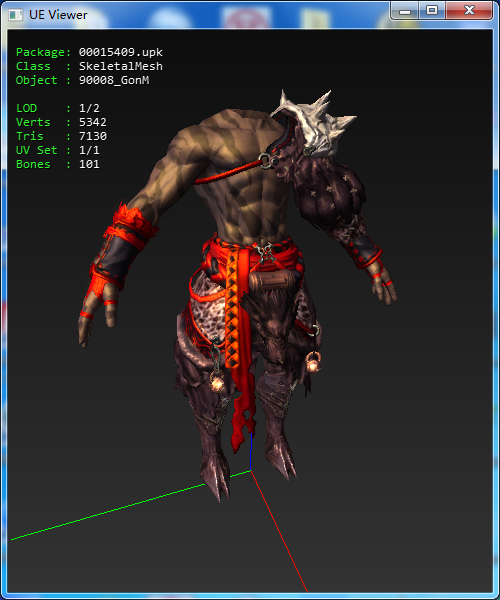 UE Viewer
Package: 00015409.upk
Class : SkeletalMesh
Object : 90008_GonM
LOD : 1/2
Verts : 5342
Tris : 7130
UV Set : 1/1
Bones : 101